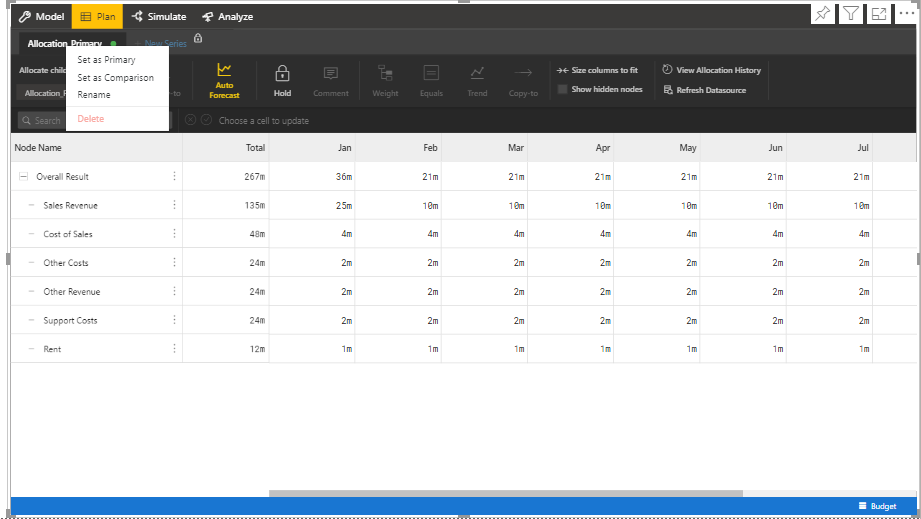 Model Plan Simulate Analyze
Allocation_Primary New Series
Set as Primary
Set as Comparison
Rename
Delete
Allocate chil
Allocation_
to
Auto Forecast
Hold
Comment
Weight
Equals
Trend
Copy-to
Size columns to fit
Show hidden nodes
View Allocation History
Refresh Datasource
Search
Choose a cell to update
Node Name Total Jan Feb Mar Apr May Jun Jul
Overall Result 267m 36m 21m 21m 21m 21m 21m 21m
Sales Revenue 135m 25m 10m 10m 10m 10m 10m 10m
Cost of Sales 48m 4m 4m 4m 4m 4m 4m 4m
Other Costs 24m 2m 2m 2m 2m 2m 2m 2m
Other Revenue 24m 2m 2m 2m 2m 2m 2m 2m
Support Costs 24m 2m 2m 2m 2m 2m 2m 2m
Rent 12m 1m 1m 1m 1m 1m 1m 1m
Budget